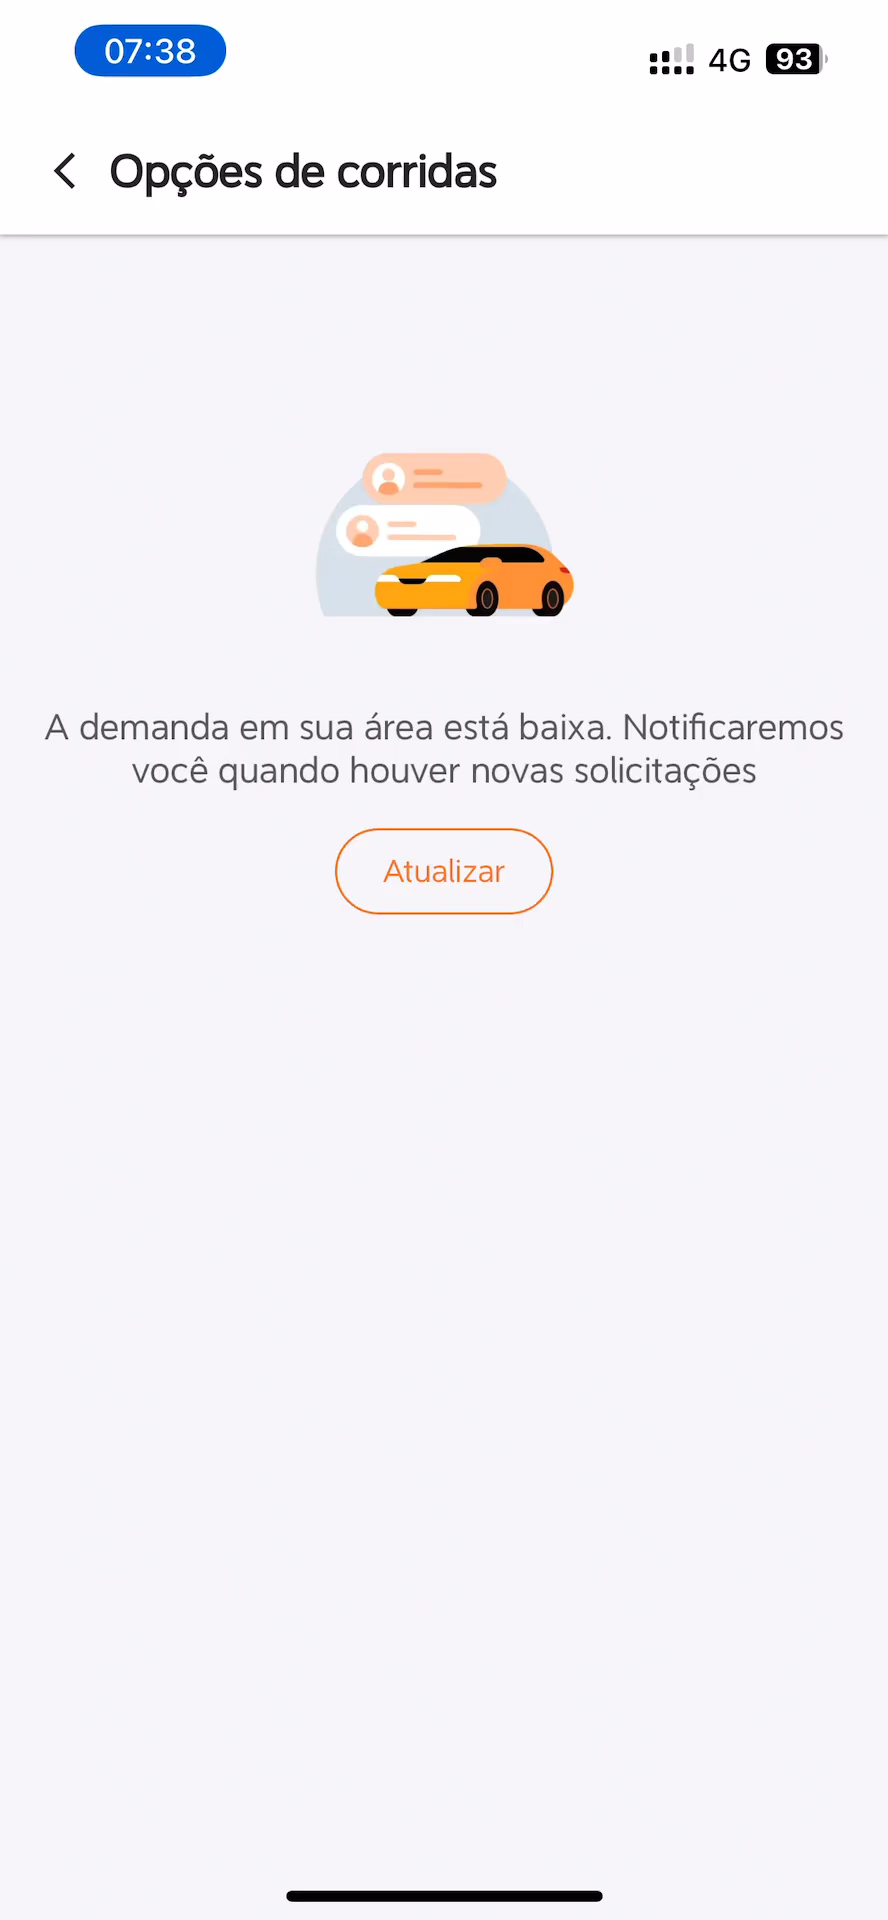 07:38
4G
93
Opções de corridas
A demanda em sua área está baixa. Notificaremos
você quando houver novas solicitações
Atualizar